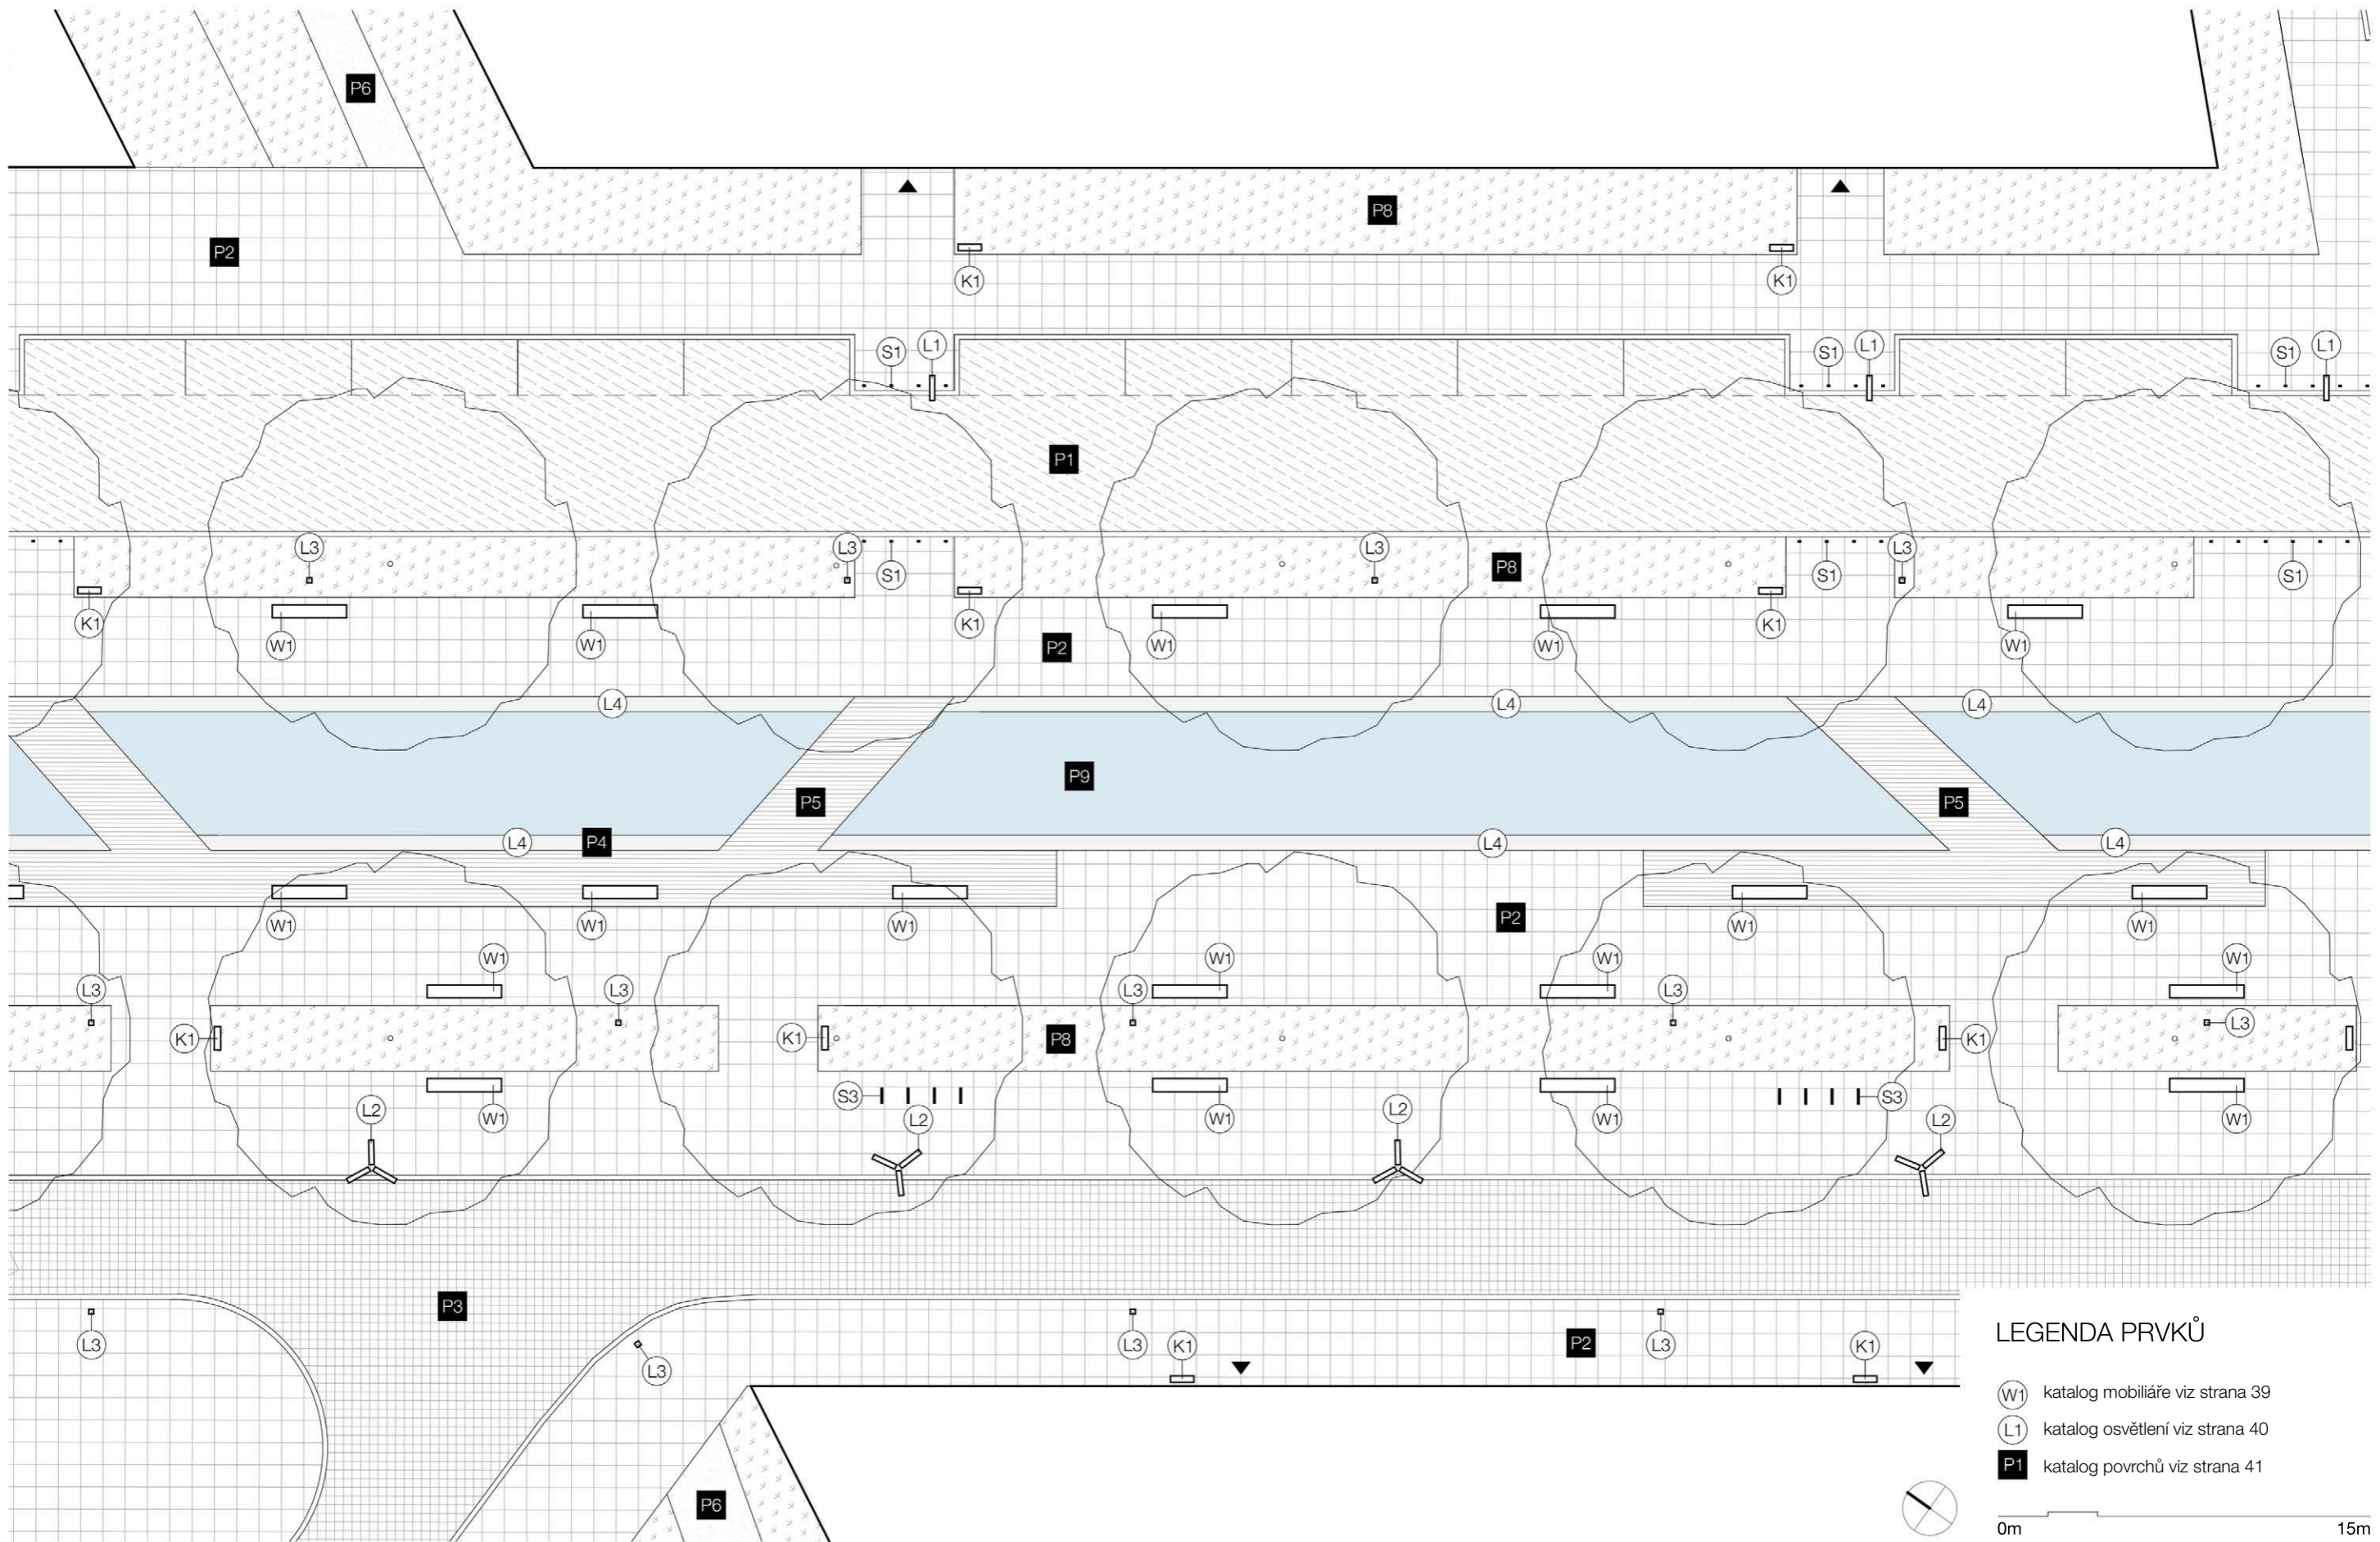 P6
P8
P2
K1
K1
S1
L1
S1
L1
S1
L1
P1
L3
L3
L3
P8
L3
S1
S1
S1
K1
K1
K1
W1
W1
P2
W1
W1
W1
L4
L4
L4
P9
P5
P5
L4
P4
L4
L4
P2
W1
W1
W1
W1
W1
W1
W1
W1
W1
L3
L3
L3
L3
L3
K1
K1
P8
K1
S3
S3
L2
L2
L2
L2
W1
W1
W1
W1
P3
L3
L3
L3
K1
P2
L3
K1
P6
LEGENDA PRVKŮ
W1 katalog mobiliáře viz strana 39
L1 katalog osvětlení viz strana 40
P1 katalog povrchů viz strana 41
0m 15m